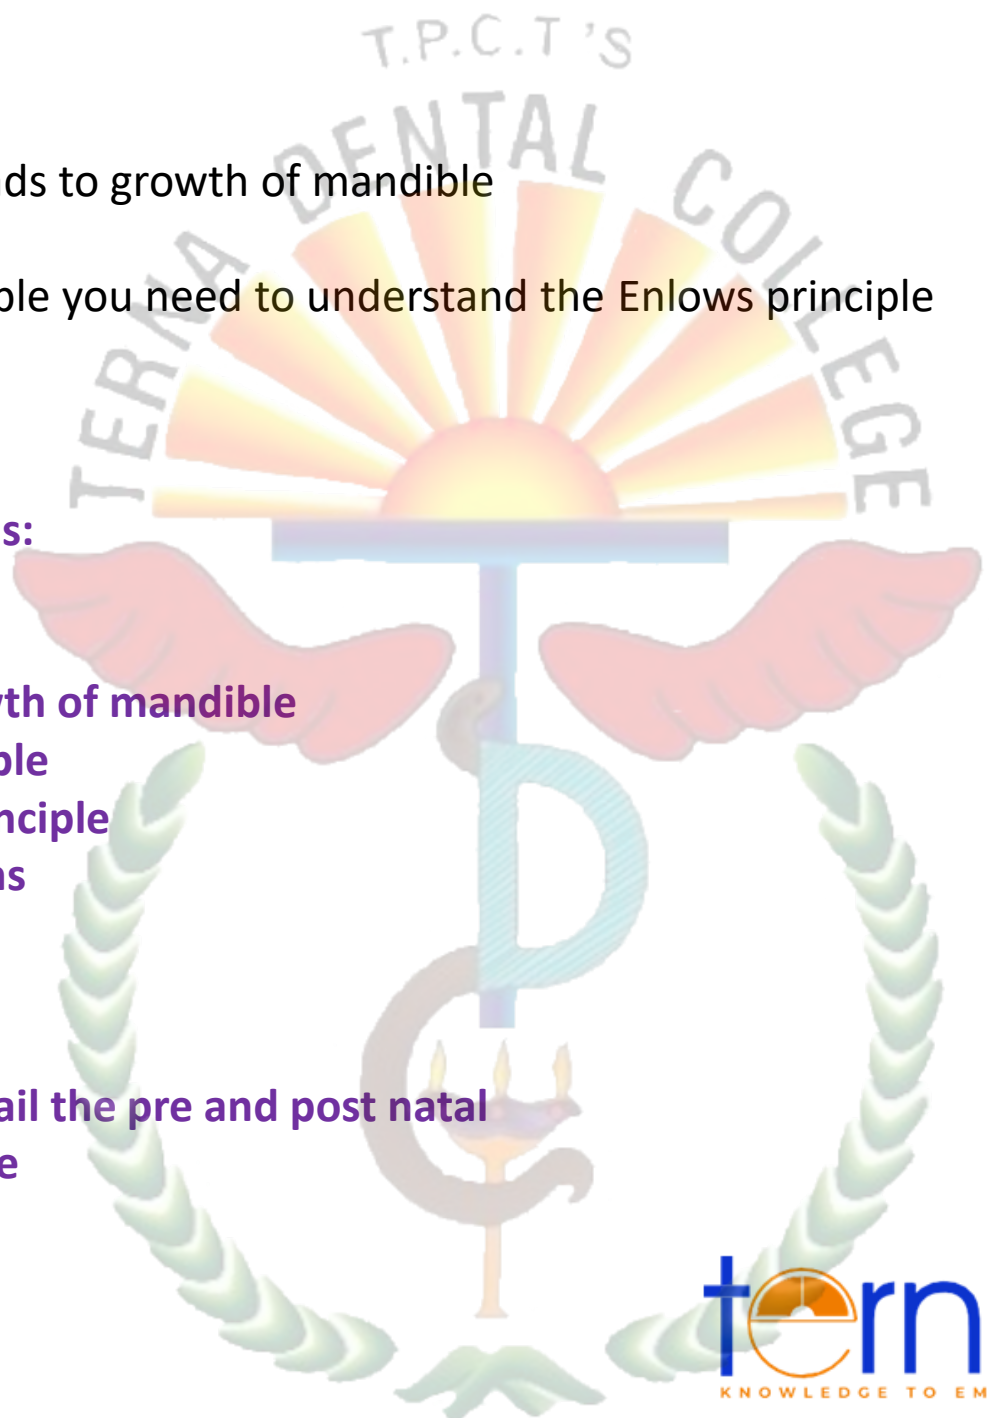 T.P.C.T'S
TERNA DENTAL COLLEGE
ds to growth of mandible
ble you need to understand the Enlows principle
s:
th of mandible
ble
nciple
ns
DC
ail the pre and post natal
e
tern
KNOWLEDGE TO EM